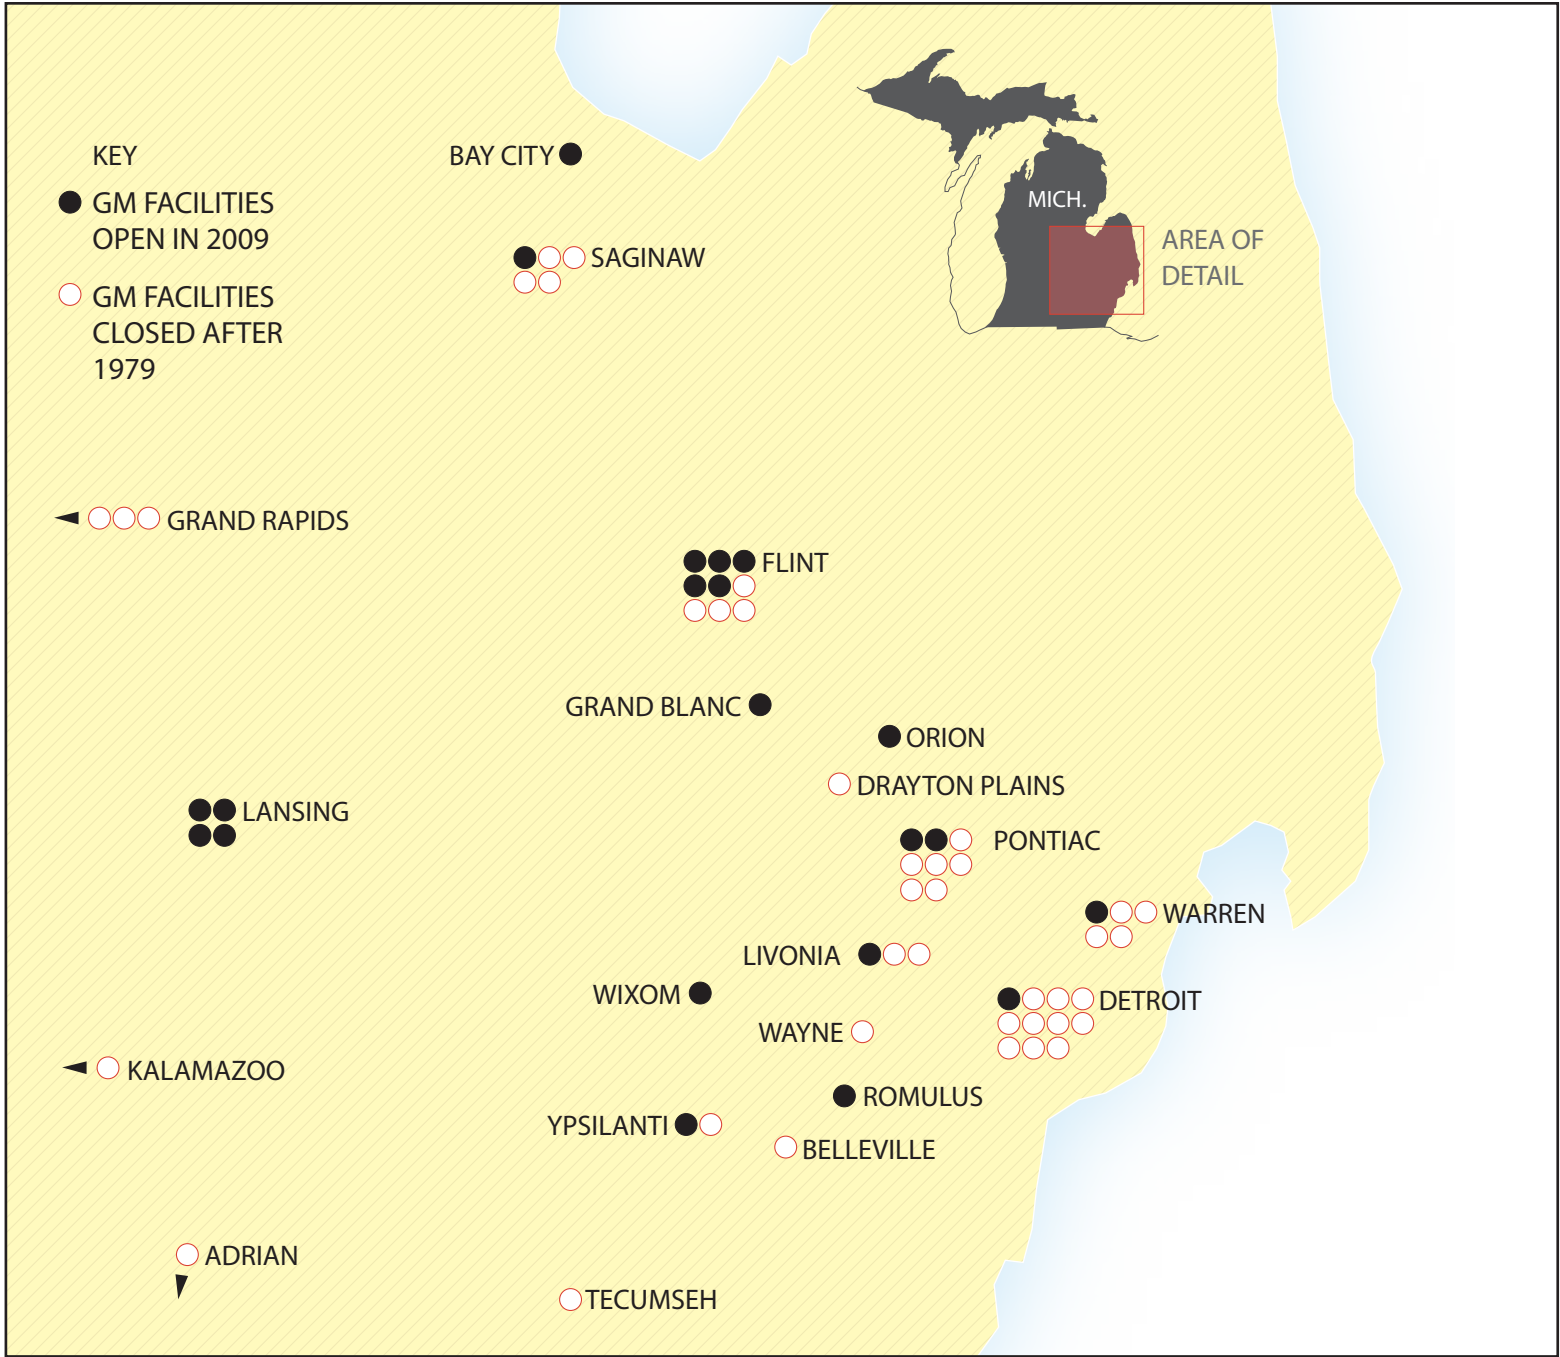 KEY
GM FACILITIES
OPEN IN 2009
GM FACILITIES
CLOSED AFTER
1979
BAY CITY
SAGINAW
MICH.
AREA OF
DETAIL
GRAND RAPIDS
FLINT
GRAND BLANC
ORION
DRAYTON PLAINS
LANSING
PONTIAC
WARREN
LIVONIA
WIXOM
DETROIT
WAYNE
KALAMAZOO
ROMULUS
YPSILANTI
BELLEVILLE
ADRIAN
TECUMSEH